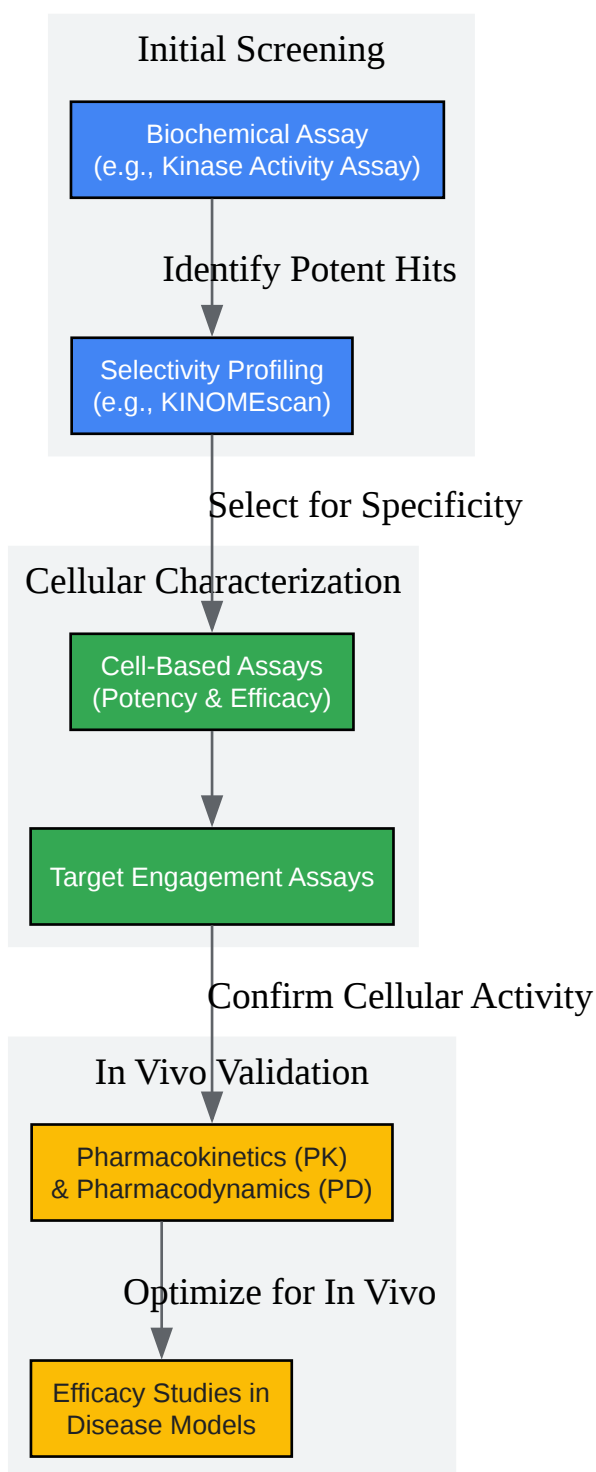 Initial Screening
Biochemical Assay
(e.g., Kinase Activity Assay)
Identify Potent Hits
Selectivity Profiling
(e.g., KINOMEscan)
Select for Specificity
Cellular Characterization
Cell-Based Assays
(Potency & Efficacy)
Target Engagement Assays
Confirm Cellular Activity
In Vivo Validation
Pharmacokinetics (PK)
& Pharmacodynamics (PD)
Optimize for In Vivo
Efficacy Studies in
Disease Models